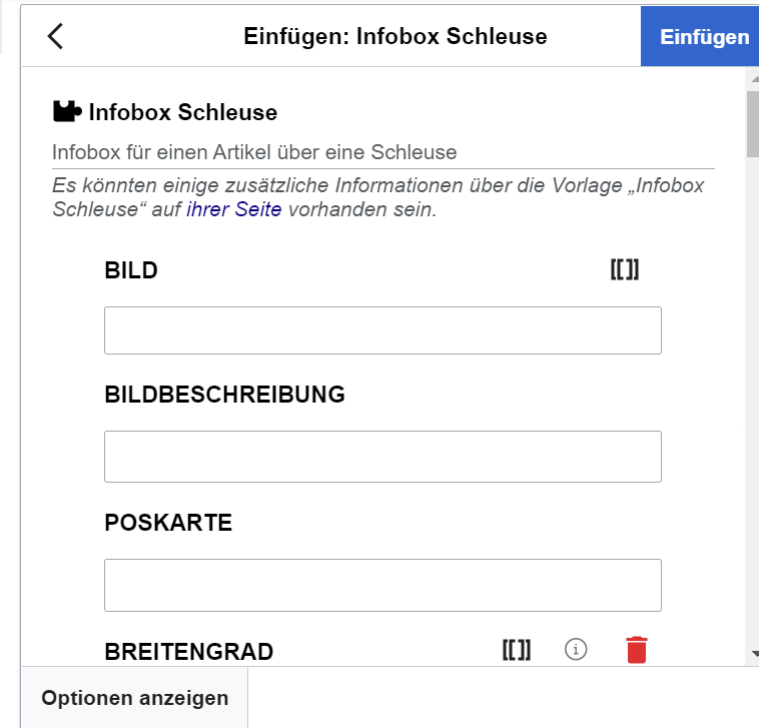 Einfügen: Infobox Schleuse
Einfügen
Infobox Schleuse
Infobox für einen Artikel über eine Schleuse
Es könnten einige zusätzliche Informationen über die Vorlage „Infobox
Schleuse“ auf ihrer Seite vorhanden sein.
BILD [[]]
BILDBESCHREIBUNG
POSKARTE
BREITENGRAD [[]]
Optionen anzeigen